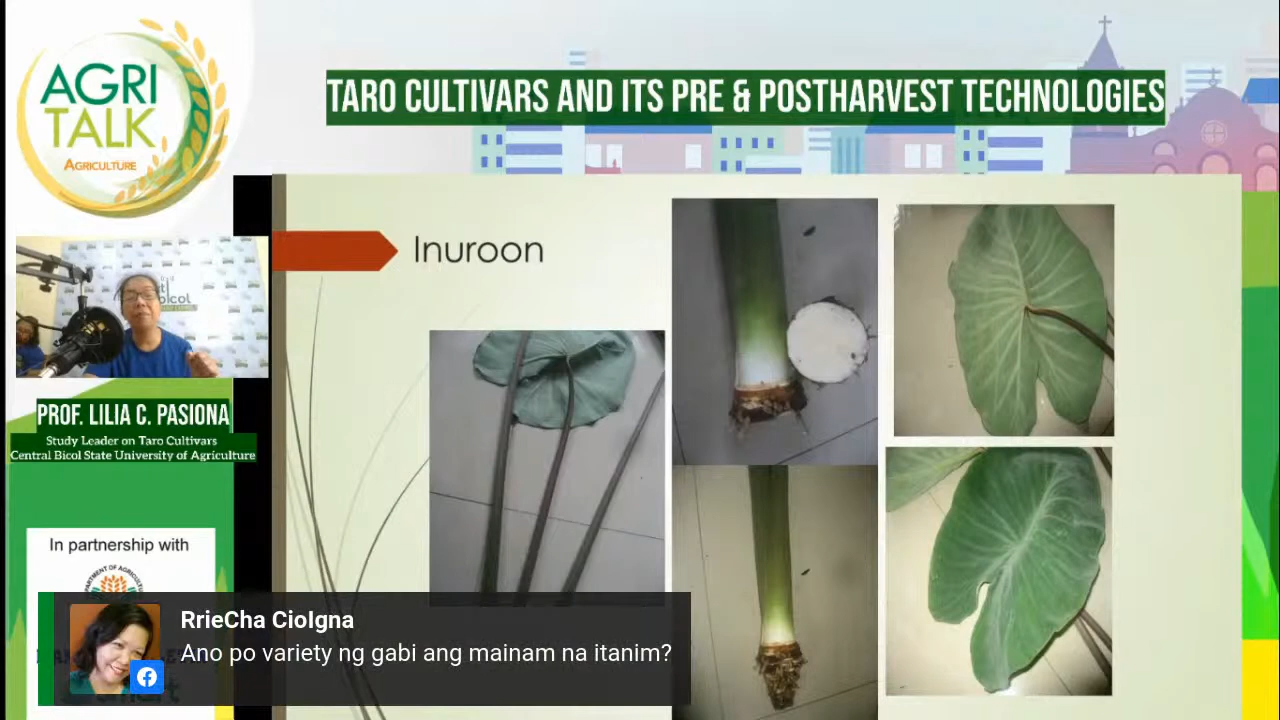 AGRI
TALK
AGRICULTURE
TARO CULTIVARS AND ITS PRE & POSTHARVEST TECHNOLOGIES
Inuroon
PROF. LILIA C. PASIONA
Study Leader on Taro Cultivars
Central Bicol State University of Agriculture
In partnership with
RrieCha CioIgna
Ano po variety ng gabi ang mainam na itanim?